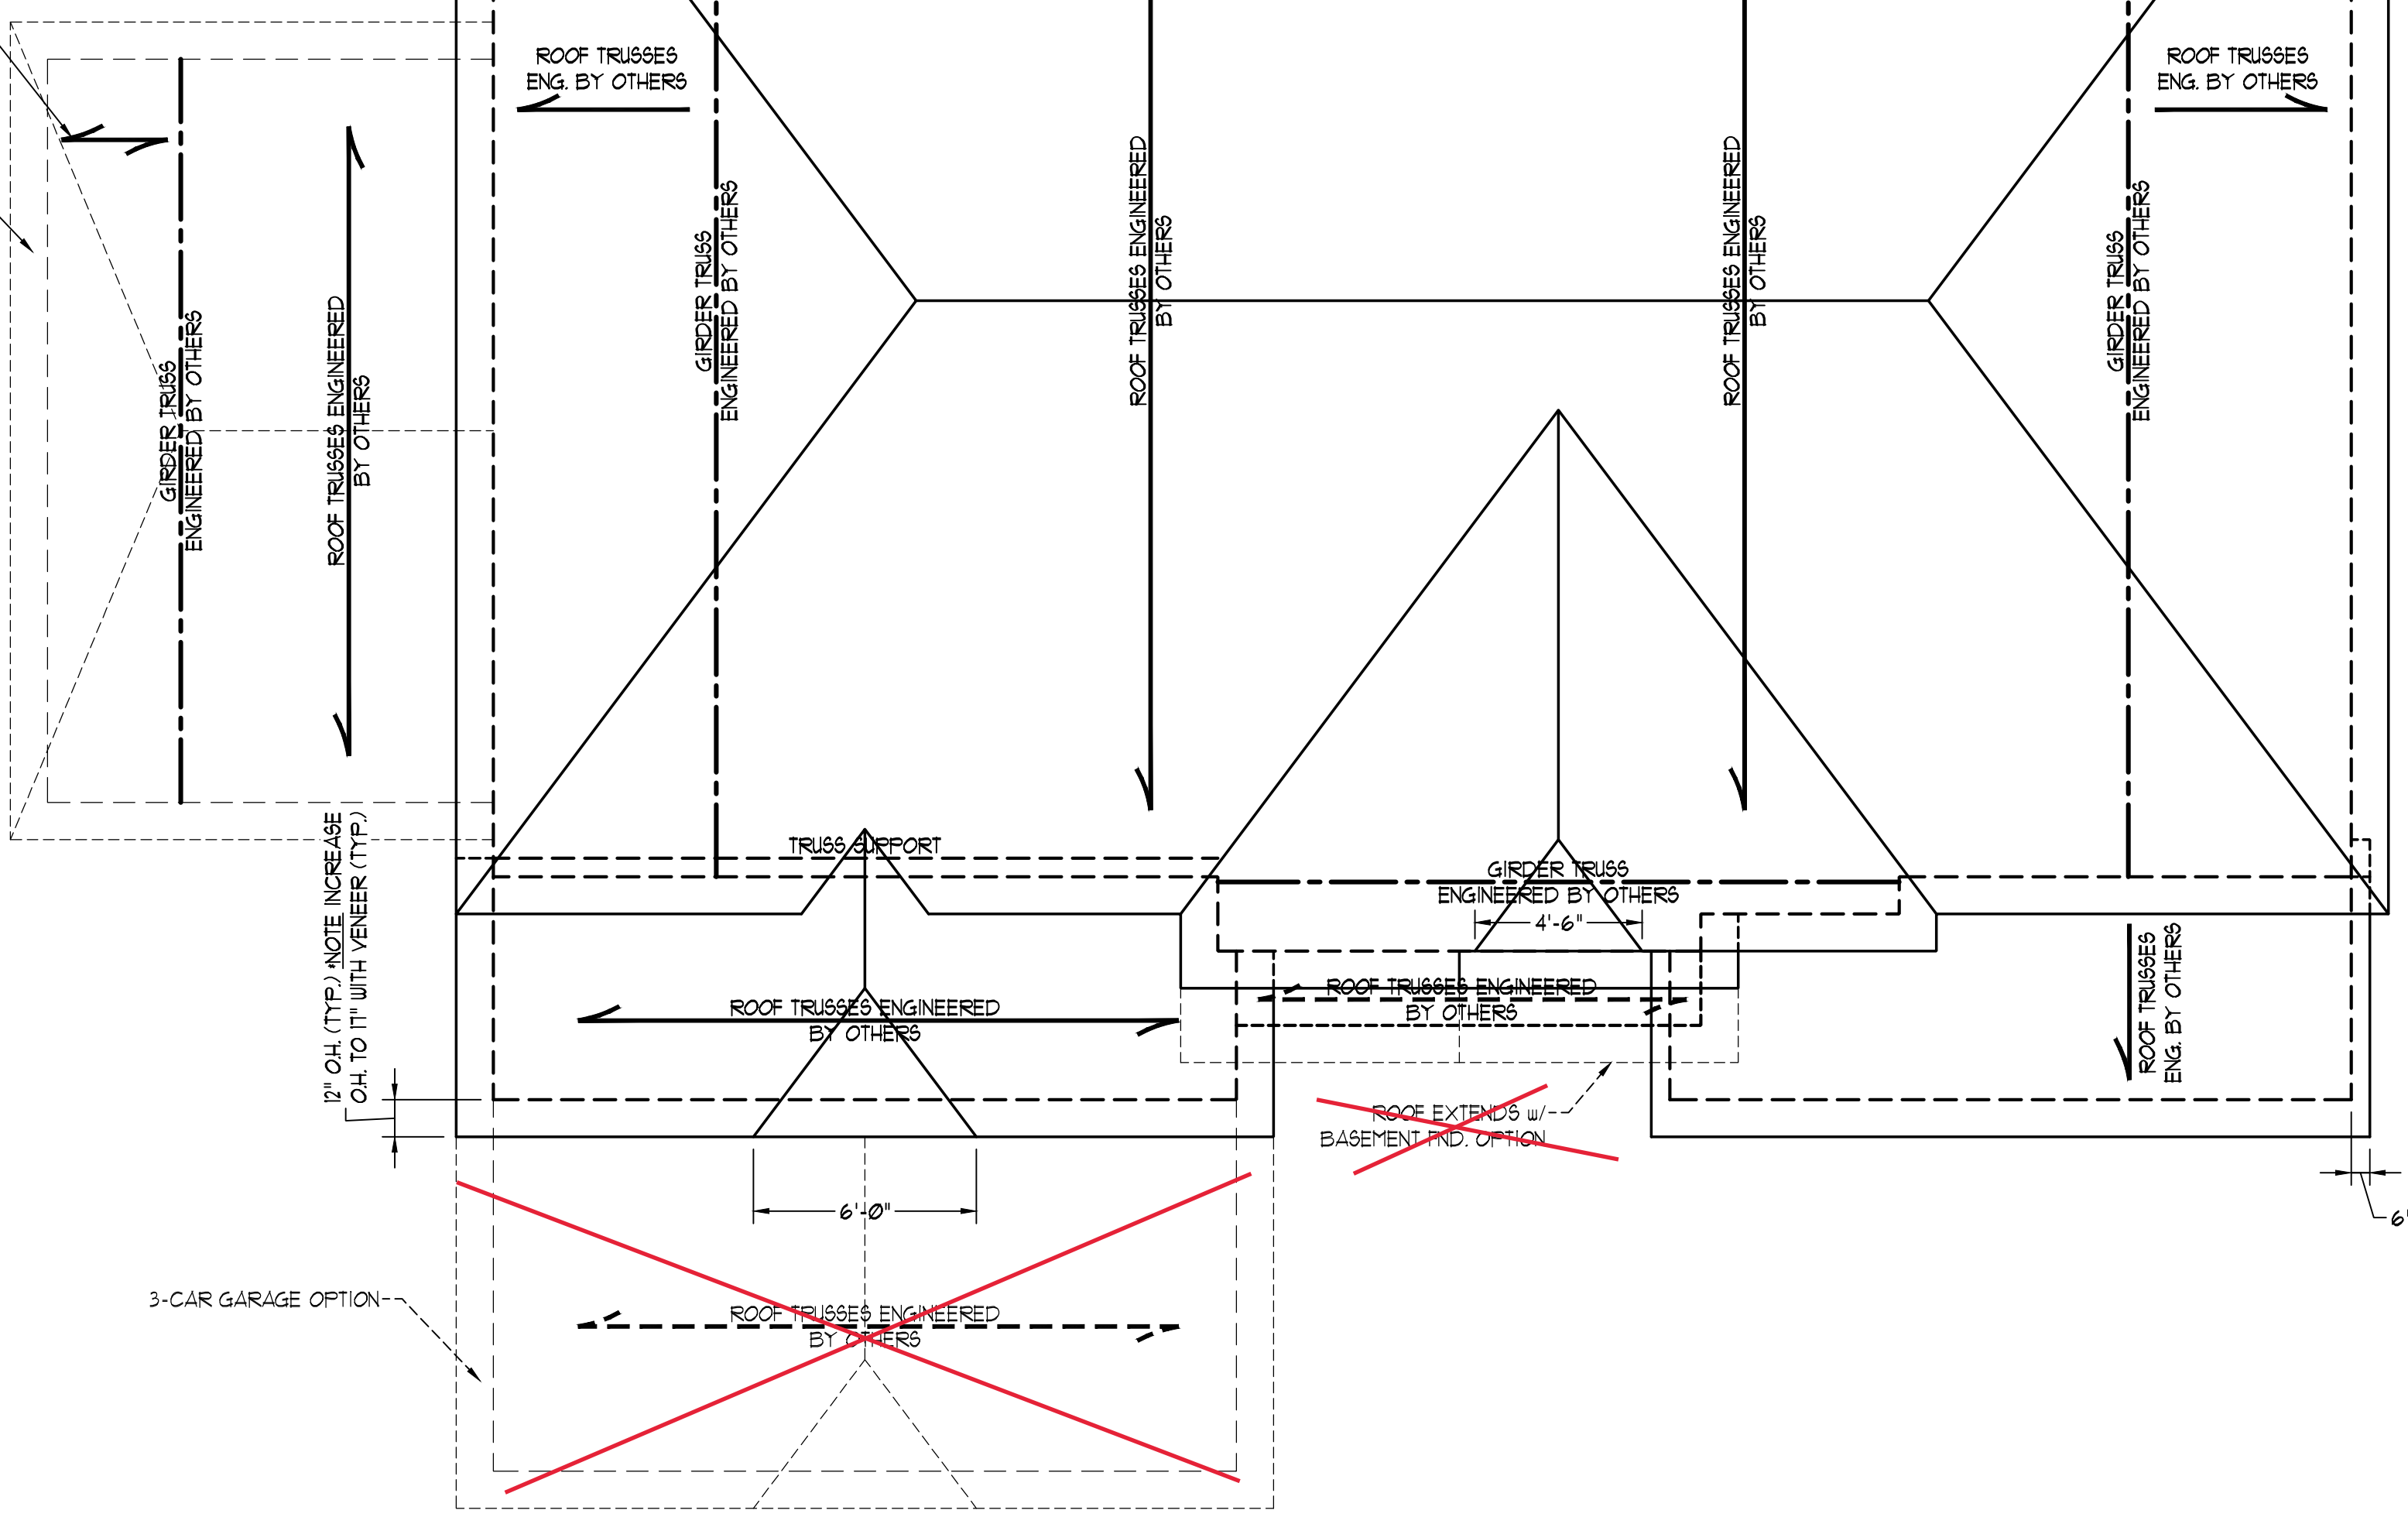 ROOF TRUSSES
ENG. BY OTHERS
ROOF TRUSSES
ENG. BY OTHERS
GIRDER TRUSS
ENGINEERED BY OTHERS
ROOF TRUSSES ENGINEERED
BY OTHERS
GIRDER TRUSS
ENGINEERED BY OTHERS
ROOF TRUSSES ENGINEERED
BY OTHERS
ROOF TRUSSES ENGINEERED
BY OTHERS
GIRDER TRUSS
ENGINEERED BY OTHERS
12" O.H. (TYP.) *NOTE INCREASE
O.H. TO 17" WITH VENEER (TYP.)
TRUSS SUPPORT
GIRDER TRUSS
ENGINEERED BY OTHERS
4'-6"
ROOF TRUSSES ENGINEERED
BY OTHERS
ROOF TRUSSES ENGINEERED
BY OTHERS
ROOF TRUSSES
ENG. BY OTHERS
ROOF EXTENDS w/
BASEMENT FND. OPTION
6'-0"
3-CAR GARAGE OPTION
ROOF TRUSSES ENGINEERED
BY OTHERS